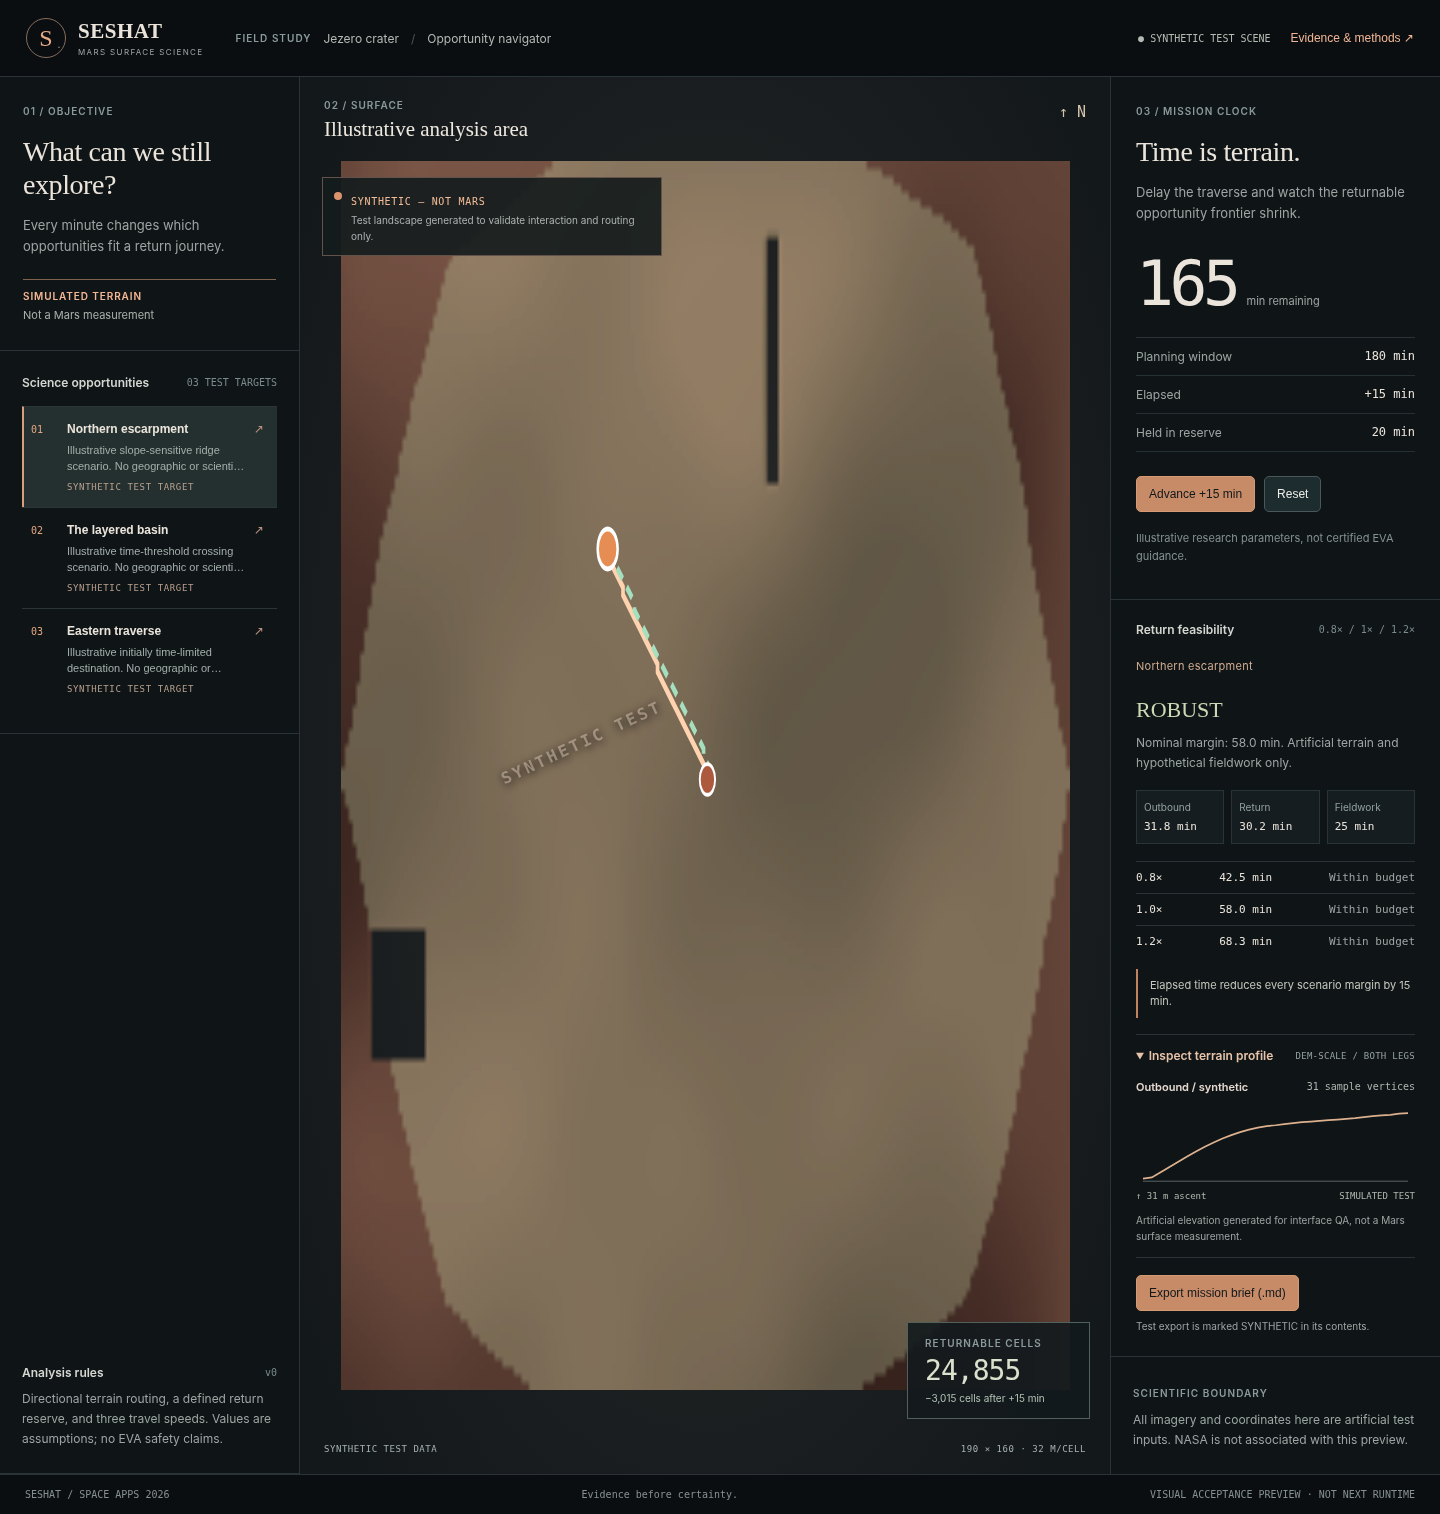 S
SESHAT
MARS SURFACE SCIENCE
FIELD STUDY Jezero crater / Opportunity navigator
● SYNTHETIC TEST SCENE Evidence & methods ↗
01 / OBJECTIVE
What can we still
explore?
Every minute changes which
opportunities fit a return journey.
SIMULATED TERRAIN
Not a Mars measurement
Science opportunities 03 TEST TARGETS
01 Northern escarpment ↗
Illustrative slope-sensitive ridge
scenario. No geographic or scienti…
SYNTHETIC TEST TARGET
02 The layered basin ↗
Illustrative time-threshold crossing
scenario. No geographic or scienti…
SYNTHETIC TEST TARGET
03 Eastern traverse ↗
Illustrative initially time-limited
destination. No geographic or…
SYNTHETIC TEST TARGET
Analysis rules v0
Directional terrain routing, a defined return
reserve, and three travel speeds. Values are
assumptions; no EVA safety claims.
02 / SURFACE
Illustrative analysis area
↑ N
SYNTHETIC — NOT MARS
Test landscape generated to validate interaction and routing
only.
SYNTHETIC TEST
RETURNABLE CELLS
24,855
−3,015 cells after +15 min
SYNTHETIC TEST DATA 190 × 160 · 32 M/CELL
03 / MISSION CLOCK
Time is terrain.
Delay the traverse and watch the returnable
opportunity frontier shrink.
165 min remaining
Planning window 180 min
Elapsed +15 min
Held in reserve 20 min
Advance +15 min Reset
Illustrative research parameters, not certified EVA
guidance.
Return feasibility 0.8× / 1× / 1.2×
Northern escarpment
ROBUST
Nominal margin: 58.0 min. Artificial terrain and
hypothetical fieldwork only.
Outbound Return Fieldwork
31.8 min 30.2 min 25 min
0.8× 42.5 min Within budget
1.0× 58.0 min Within budget
1.2× 68.3 min Within budget
Elapsed time reduces every scenario margin by 15
min.
▼ Inspect terrain profile DEM-SCALE / BOTH LEGS
Outbound / synthetic 31 sample vertices
↑ 31 m ascent SIMULATED TEST
Artificial elevation generated for interface QA, not a Mars
surface measurement.
Export mission brief (.md)
Test export is marked SYNTHETIC in its contents.
SCIENTIFIC BOUNDARY
All imagery and coordinates here are artificial test
inputs. NASA is not associated with this preview.
SESHAT / SPACE APPS 2026 Evidence before certainty. VISUAL ACCEPTANCE PREVIEW · NOT NEXT RUNTIME